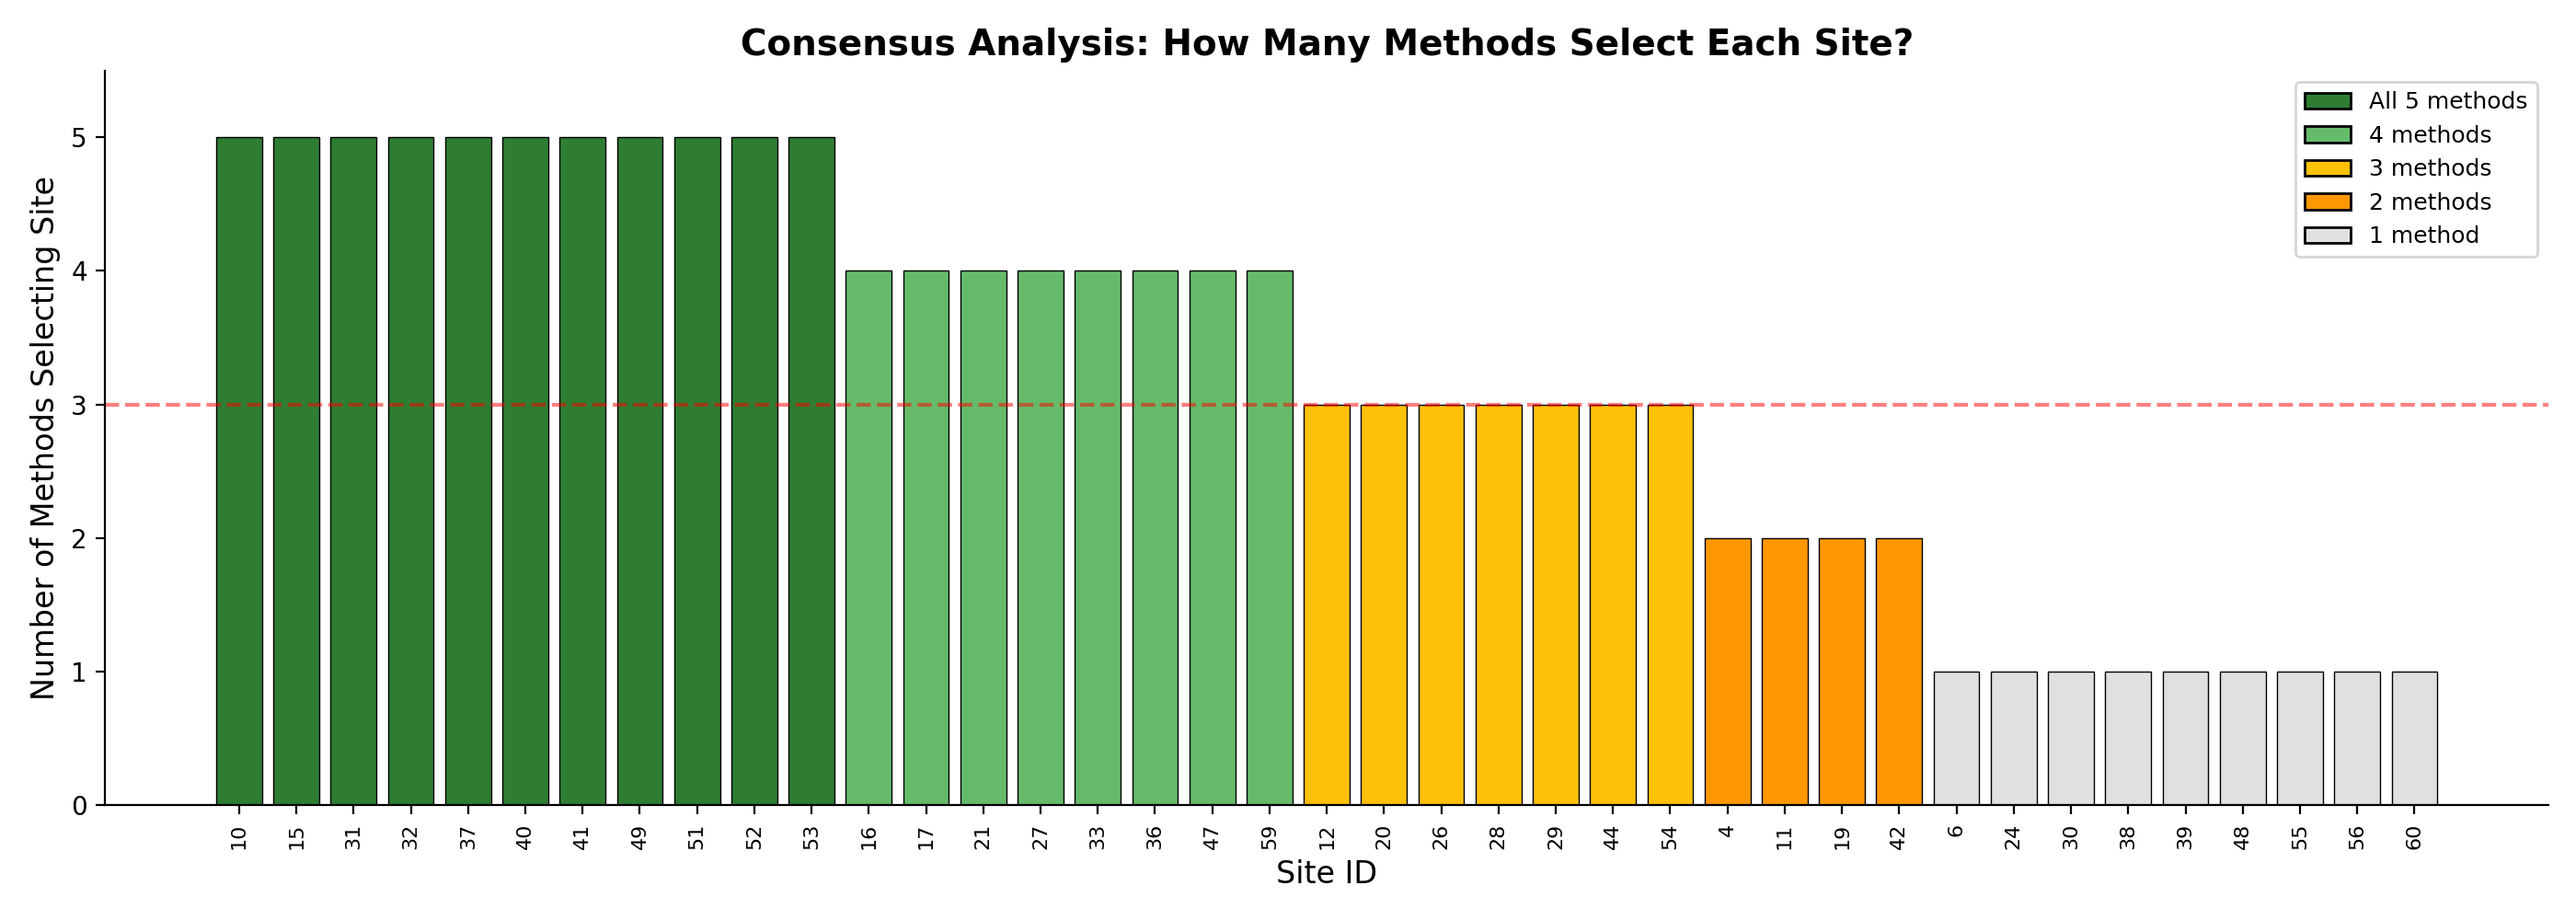 Consensus Analysis: How Many Methods Select Each Site?
All 5 methods
4 methods
3 methods
2 methods
1 method
Number of Methods Selecting Site
5
4
3
2
1
0
10 15 31 32 37 40 41 49 51 52 53 16 17 21 27 33 36 47 59 12 20 26 28 29 44 54 4 11 19 42 6 24 30 38 39 48 55 56 60
Site ID